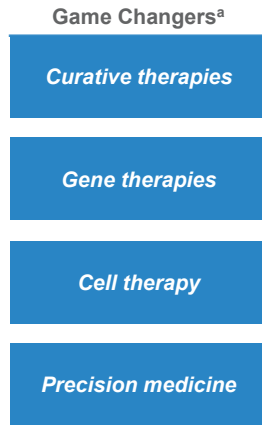 Game Changersᵃ
Curative therapies
Gene therapies
Cell therapy
Precision medicine